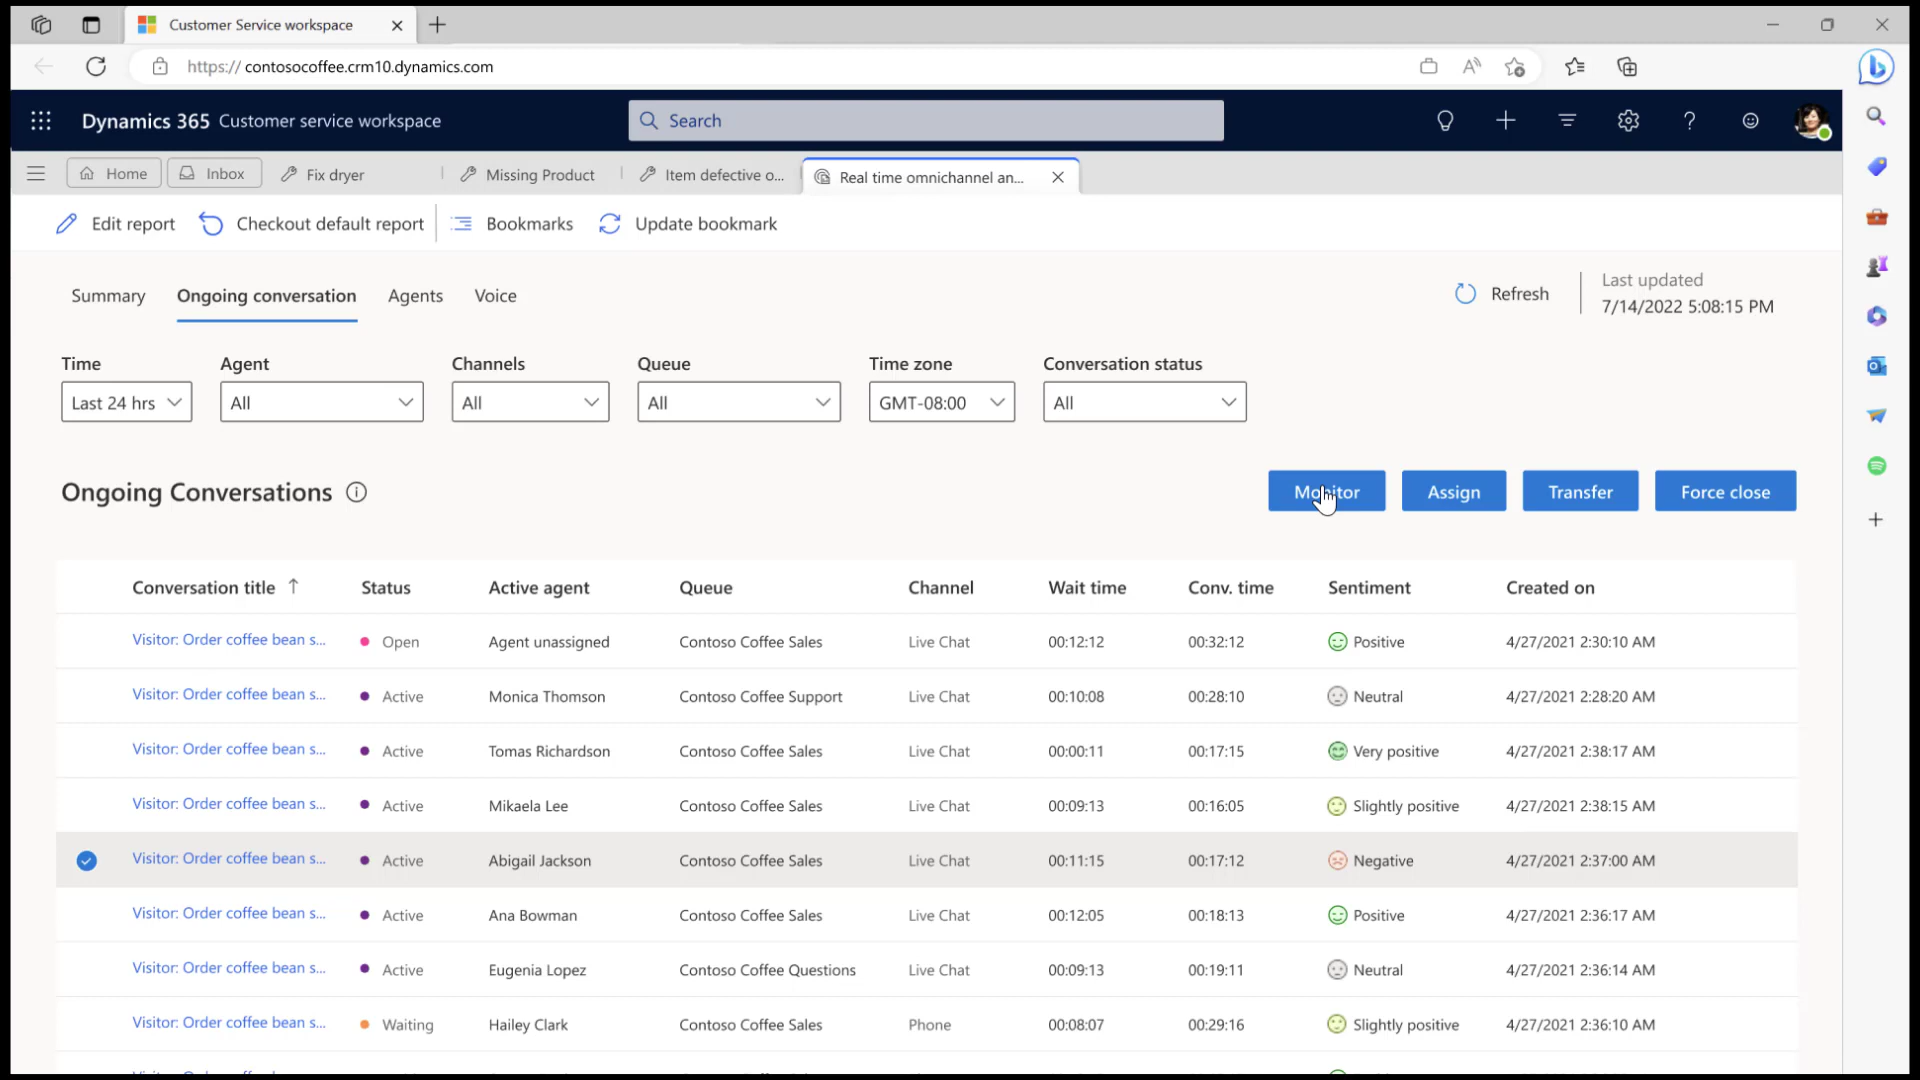 Customer Service workspace
https:// contosocoffee.crm10.dynamics.com
Dynamics 365 Customer service workspace
Search
Home Inbox Fix dryer Missing Product Item defective o... Real time omnichannel an...
Edit report Checkout default report Bookmarks Update bookmark
Summary Ongoing conversation Agents Voice
Refresh
Last updated
7/14/2022 5:08:15 PM
Time Agent Channels Queue Time zone Conversation status
Last 24 hrs All All All GMT-08:00 All
Ongoing Conversations
Monitor Assign Transfer Force close
Conversation title Status Active agent Queue Channel Wait time Conv. time Sentiment Created on
Visitor: Order coffee bean s... Open Agent unassigned Contoso Coffee Sales Live Chat 00:12:12 00:32:12 Positive 4/27/2021 2:30:10 AM
Visitor: Order coffee bean s... Active Monica Thomson Contoso Coffee Support Live Chat 00:10:08 00:28:10 Neutral 4/27/2021 2:28:20 AM
Visitor: Order coffee bean s... Active Tomas Richardson Contoso Coffee Sales Live Chat 00:00:11 00:17:15 Very positive 4/27/2021 2:38:17 AM
Visitor: Order coffee bean s... Active Mikaela Lee Contoso Coffee Sales Live Chat 00:09:13 00:16:05 Slightly positive 4/27/2021 2:38:15 AM
Visitor: Order coffee bean s... Active Abigail Jackson Contoso Coffee Sales Live Chat 00:11:15 00:17:12 Negative 4/27/2021 2:37:00 AM
Visitor: Order coffee bean s... Active Ana Bowman Contoso Coffee Sales Live Chat 00:12:05 00:18:13 Positive 4/27/2021 2:36:17 AM
Visitor: Order coffee bean s... Active Eugenia Lopez Contoso Coffee Questions Live Chat 00:09:13 00:19:11 Neutral 4/27/2021 2:36:14 AM
Visitor: Order coffee bean s... Waiting Hailey Clark Contoso Coffee Sales Phone 00:08:07 00:29:16 Slightly positive 4/27/2021 2:36:10 AM